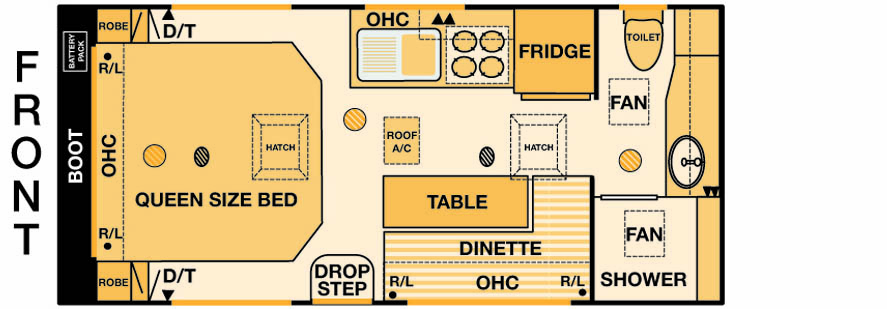 FRONT
BATTERY
PACK
BOOT
ROBE
D/T
R/L
OHC
R/L
HATCH
QUEEN SIZE BED
ROBE
D/T
OHC
FRIDGE
TOILET
FAN
ROOF
A/C
HATCH
TABLE
DINETTE
R/L
OHC
R/L
DROP
STEP
FAN
SHOWER